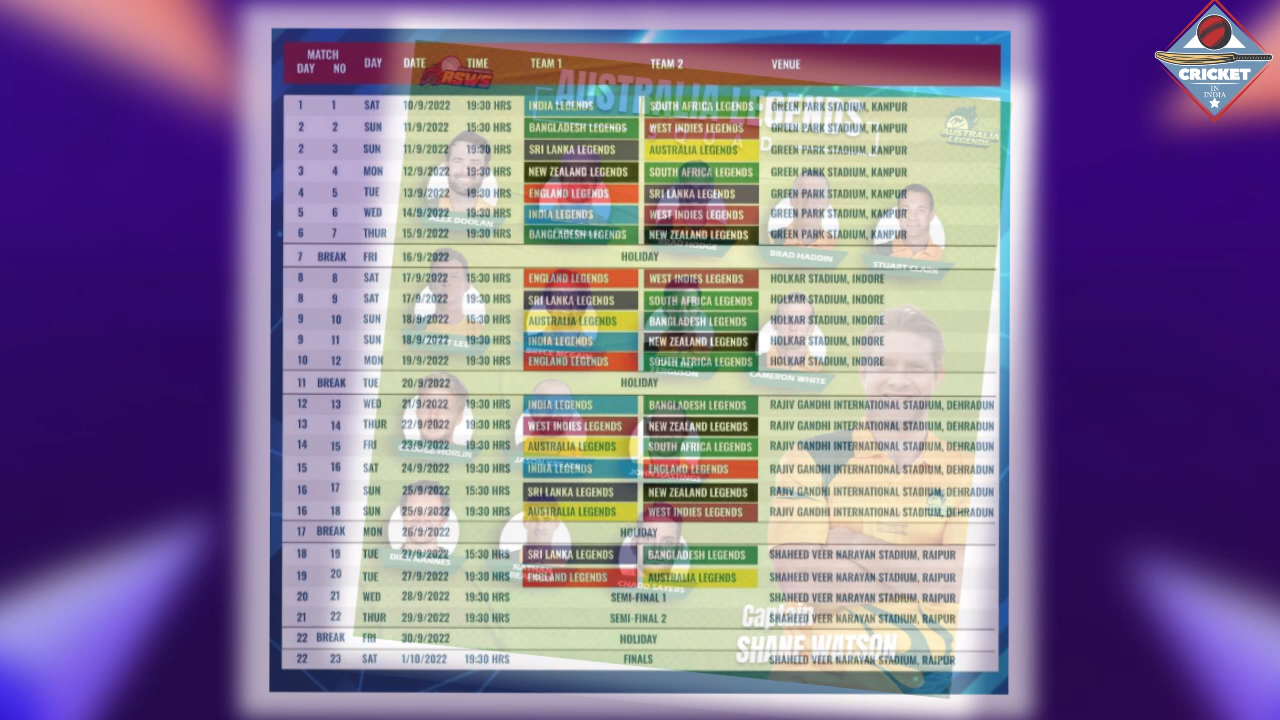 CRICKET
IN
INDIA
MATCH
DAY NO DAY DATE TIME TEAM 1 TEAM 2 VENUE
RSWS
AUSTRALIA LEGENDS
SQUAD
AUSTRALIA
LEGENDS
1 1 SAT 10/9/2022 19:30 HRS INDIA LEGENDS SOUTH AFRICA LEGENDS GREEN PARK STADIUM, KANPUR
2 2 SUN 11/9/2022 15:30 HRS BANGLADESH LEGENDS WEST INDIES LEGENDS GREEN PARK STADIUM, KANPUR
2 3 SUN 11/9/2022 19:30 HRS SRI LANKA LEGENDS AUSTRALIA LEGENDS GREEN PARK STADIUM, KANPUR
3 4 MON 12/9/2022 19:30 HRS NEW ZEALAND LEGENDS SOUTH AFRICA LEGENDS GREEN PARK STADIUM, KANPUR
4 5 TUE 13/9/2022 19:30 HRS ENGLAND LEGENDS SRI LANKA LEGENDS GREEN PARK STADIUM, KANPUR
5 6 WED 14/9/2022 19:30 HRS INDIA LEGENDS WEST INDIES LEGENDS GREEN PARK STADIUM, KANPUR
6 7 THUR 15/9/2022 19:30 HRS BANGLADESH LEGENDS NEW ZEALAND LEGENDS GREEN PARK STADIUM, KANPUR
DOOLAN
BRAD HODGE
BRAD HADDIN
STUART CLARK
7 BREAK FRI 16/9/2022 HOLIDAY
8 8 SAT 17/9/2022 15:30 HRS ENGLAND LEGENDS WEST INDIES LEGENDS HOLKAR STADIUM, INDORE
8 9 SAT 17/9/2022 19:30 HRS SRI LANKA LEGENDS SOUTH AFRICA LEGENDS HOLKAR STADIUM, INDORE
9 10 SUN 18/9/2022 15:30 HRS AUSTRALIA LEGENDS BANGLADESH LEGENDS HOLKAR STADIUM, INDORE
9 11 SUN 18/9/2022 19:30 HRS INDIA LEGENDS NEW ZEALAND LEGENDS HOLKAR STADIUM, INDORE
10 12 MON 19/9/2022 19:30 HRS ENGLAND LEGENDS SOUTH AFRICA LEGENDS HOLKAR STADIUM, INDORE
FERGUSON
CAMERON WHITE
11 BREAK TUE 20/9/2022 HOLIDAY
12 13 WED 21/9/2022 19:30 HRS INDIA LEGENDS BANGLADESH LEGENDS RAJIV GANDHI INTERNATIONAL STADIUM, DEHRADUN
13 14 THUR 22/9/2022 19:30 HRS WEST INDIES LEGENDS NEW ZEALAND LEGENDS RAJIV GANDHI INTERNATIONAL STADIUM, DEHRADUN
14 15 FRI 23/9/2022 19:30 HRS AUSTRALIA LEGENDS SOUTH AFRICA LEGENDS RAJIV GANDHI INTERNATIONAL STADIUM, DEHRADUN
15 16 SAT 24/9/2022 19:30 HRS INDIA LEGENDS ENGLAND LEGENDS RAJIV GANDHI INTERNATIONAL STADIUM, DEHRADUN
16 17 SUN 25/9/2022 15:30 HRS SRI LANKA LEGENDS NEW ZEALAND LEGENDS RAJIV GANDHI INTERNATIONAL STADIUM, DEHRADUN
16 18 SUN 25/9/2022 19:30 HRS AUSTRALIA LEGENDS WEST INDIES LEGENDS RAJIV GANDHI INTERNATIONAL STADIUM, DEHRADUN
17 BREAK MON 26/9/2022 HOLIDAY
18 19 TUE 27/9/2022 15:30 HRS SRI LANKA LEGENDS BANGLADESH LEGENDS SHAHEED VEER NARAYAN STADIUM, RAIPUR
DIRK NANNES
19 20 TUE 27/9/2022 19:30 HRS ENGLAND LEGENDS AUSTRALIA LEGENDS SHAHEED VEER NARAYAN STADIUM, RAIPUR
CHADD SAYERS
20 21 WED 28/9/2022 19:30 HRS SEMI-FINAL 1 SHAHEED VEER NARAYAN STADIUM, RAIPUR
21 22 THUR 29/9/2022 19:30 HRS SEMI-FINAL 2 SHAHEED VEER NARAYAN STADIUM, RAIPUR
22 BREAK FRI 30/9/2022 HOLIDAY
22 23 SAT 1/10/2022 19:30 HRS FINALS SHAHEED VEER NARAYAN STADIUM, RAIPUR
Captain
SHANE WATSON